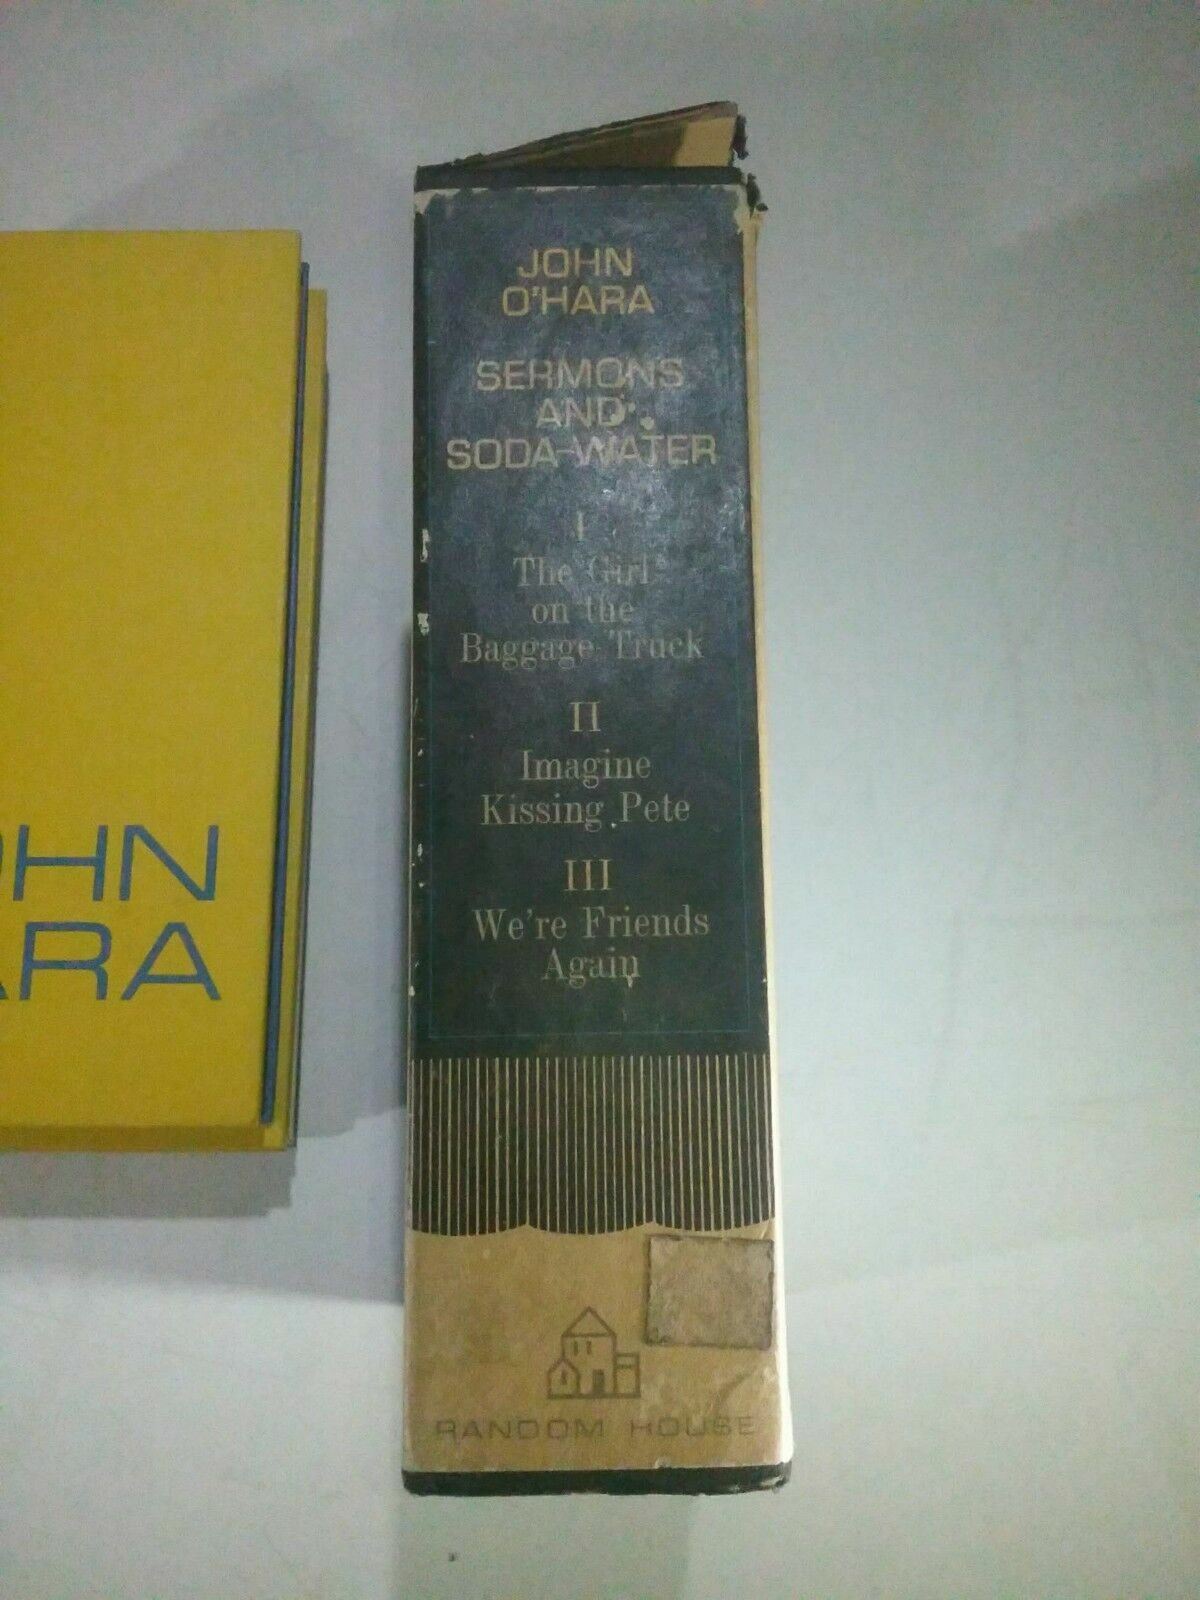 JOHN
O'HARA
SERMONS
AND
SODA-WATER
I
The Girl
on the
Baggage Truck
II
Imagine
Kissing Pete
III
We're Friends
Again
RANDOM HOUSE
OHN
ARA